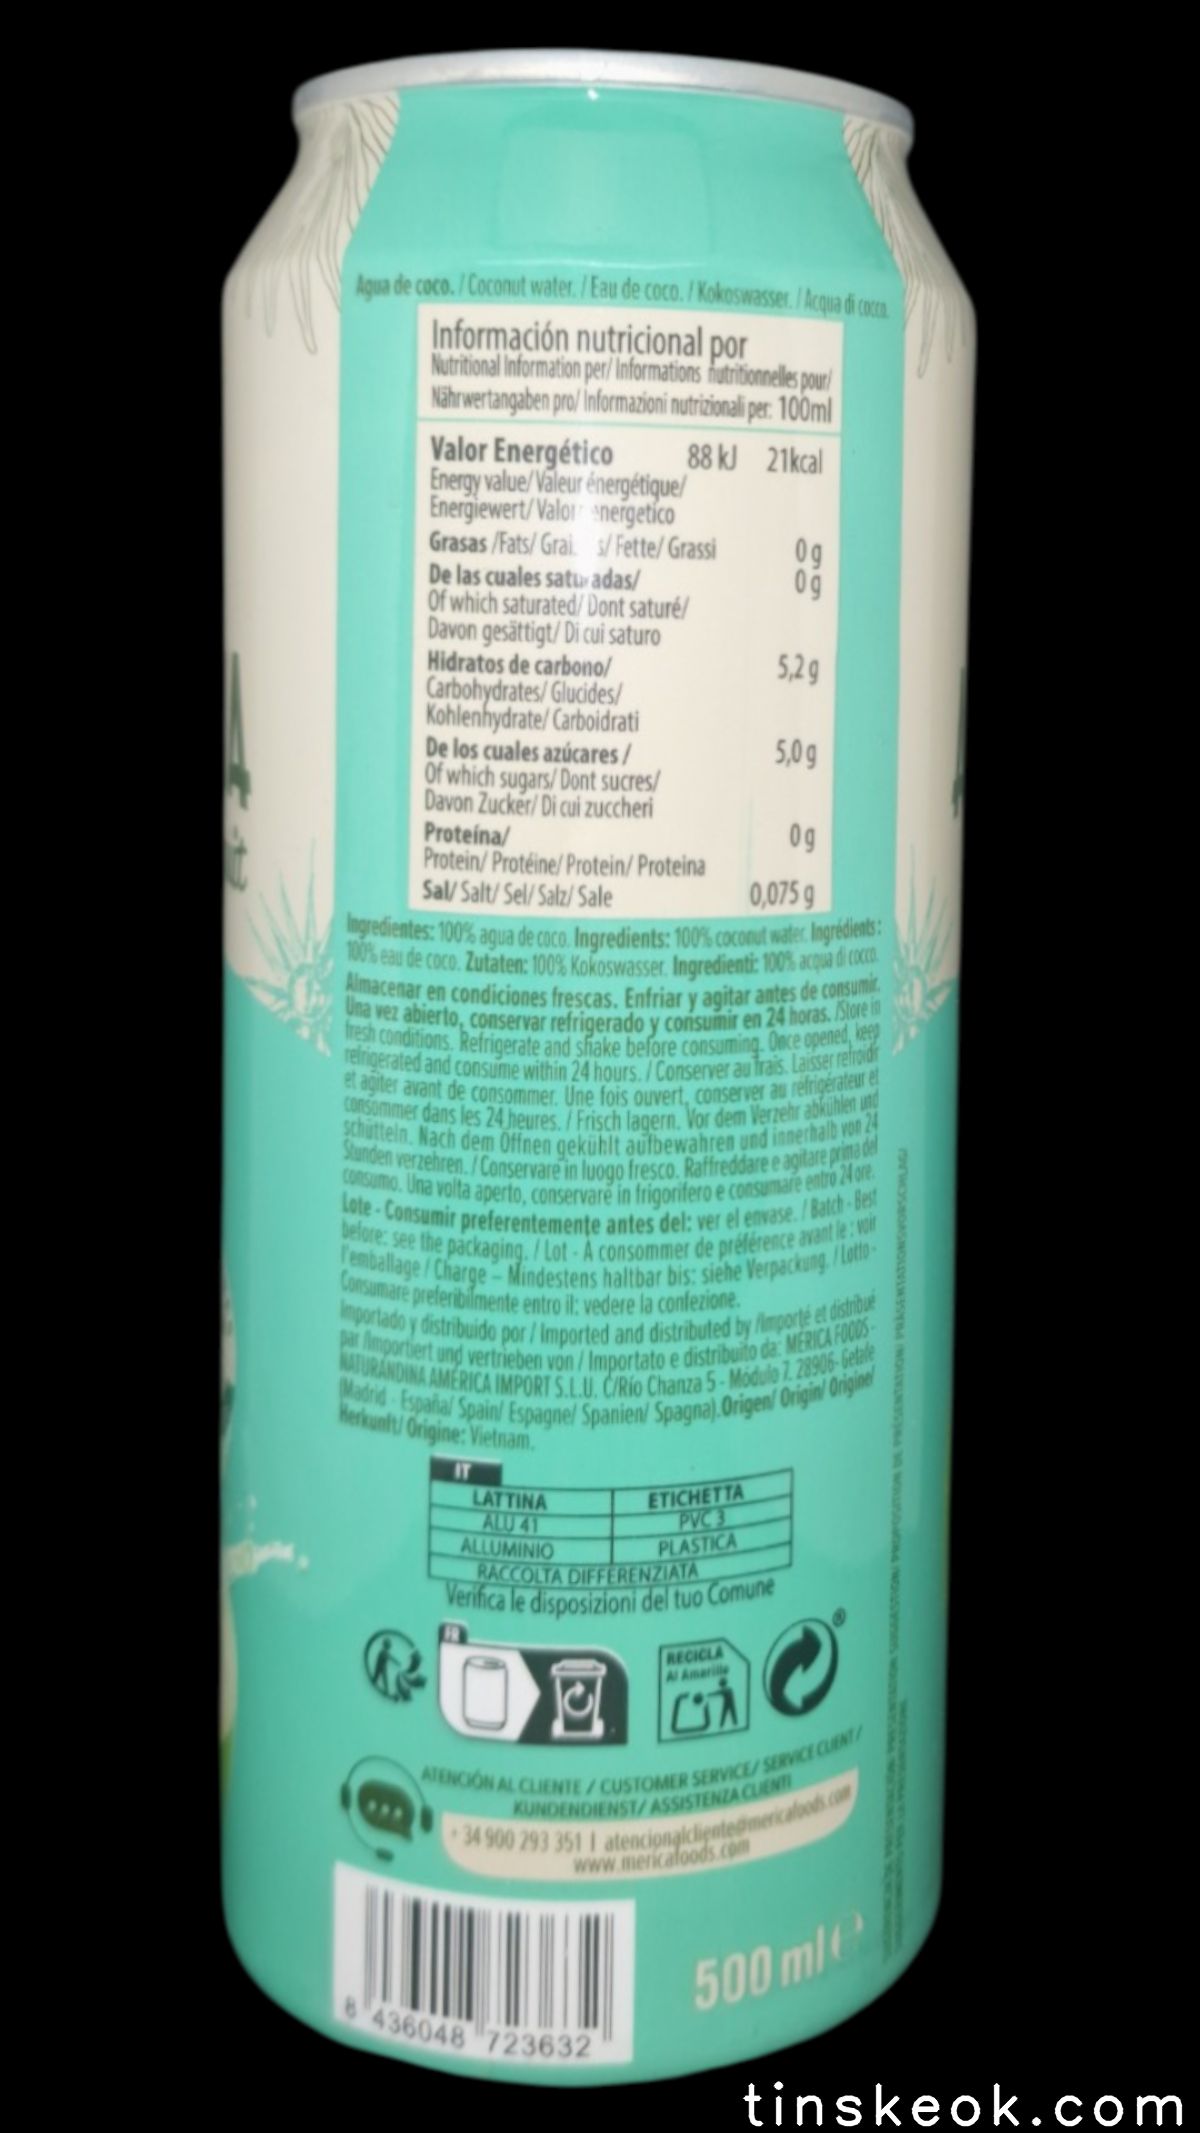 Agua de coco. / Coconut water. / Eau de coco. / Kokoswasser. / Acqua di cocco.
Información nutricional por
Nutritional Information per/ Informations nutritionnelles pour/
Nährwertangaben pro/ Informazioni nutrizionali per: 100ml
Valor Energético 88 kJ 21kcal
Energy value/ Valeur énergétique/
Energiewert/ Valor energetico
Grasas /Fats/ Graisses/ Fette/ Grassi 0 g
De las cuales saturadas/ 0 g
Of which saturated/ Dont saturé/
Davon gesättigt/ Di cui saturo
Hidratos de carbono/ 5,2 g
Carbohydrates/ Glucides/
Kohlenhydrate/ Carboidrati
De los cuales azúcares / 5,0 g
Of which sugars/ Dont sucres/
Davon Zucker/ Di cui zuccheri
Proteína/ 0 g
Protein/ Protéine/ Protein/ Proteina
Sal/ Salt/ Sel/ Salz/ Sale 0,075 g
Ingredientes: 100% agua de coco. Ingredients: 100% coconut water. Ingrédients:
100% eau de coco. Zutaten: 100% Kokoswasser. Ingredienti: 100% acqua di cocco.
Almacenar en condiciones frescas. Enfriar y agitar antes de consumir.
Una vez abierto, conservar refrigerado y consumir en 24 horas. /Store in
fresh conditions. Refrigerate and shake before consuming. Once opened, keep
refrigerated and consume within 24 hours. / Conserver au frais. Laisser refroidir
et agiter avant de consommer. Une fois ouvert, conserver au réfrigérateur et
consommer dans les 24 heures. / Frisch lagern. Vor dem Verzehr abkühlen und
schütteln. Nach dem Öffnen gekühlt aufbewahren und innerhalb von 24
Stunden verzehren. / Conservare in luogo fresco. Raffreddare e agitare prima del
consumo. Una volta aperto, conservare in frigorifero e consumare entro 24 ore.
Lote - Consumir preferentemente antes del: ver el envase. / Batch - Best
before: see the packaging. / Lot - À consommer de préférence avant le : voir
l'emballage / Charge – Mindestens haltbar bis: siehe Verpackung. / Lotto -
Consumare preferibilmente entro il: vedere la confezione.
Importado y distribuido por / Imported and distributed by /Importé et distribué
par /Importiert und vertrieben von / Importato e distribuito da: MERICA FOODS -
NATURANDINA AMÉRICA IMPORT S.L.U. C/Río Chanza 5 - Módulo 7. 28906- Getafe
(Madrid - España/ Spain/ Espagne/ Spanien/ Spagna). Origen/ Origin/ Origine/
Herkunft/ Origine: Vietnam.
IT
LATTINA ETICHETTA
ALU 41 PVC 3
ALLUMINIO PLASTICA
RACCOLTA DIFFERENZIATA
Verifica le disposizioni del tuo Comune
FR
RECICLA
Al Amarillo
®
ATENCIÓN AL CLIENTE / CUSTOMER SERVICE/ SERVICE CLIENT/
KUNDENDIENST/ ASSISTENZA CLIENTI
+34 900 293 351 | atencionalcliente@mericafoods.com
www.mericafoods.com
500 ml e
8 436048 723632
tinskeok.com